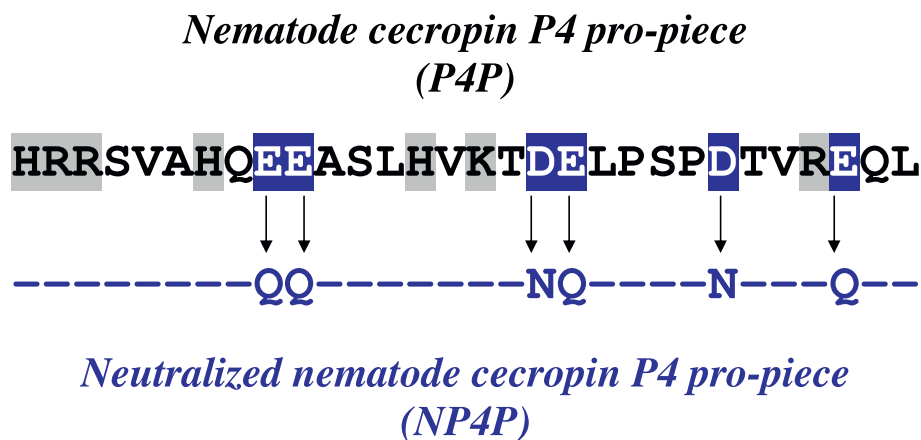 Nematode cecropin P4 pro-piece
(P4P)
HRRSVAHQEEASLHVKTDELPSPDTVREQL
--------QQ-------NQ----N---Q--
Neutralized nematode cecropin P4 pro-piece
(NP4P)